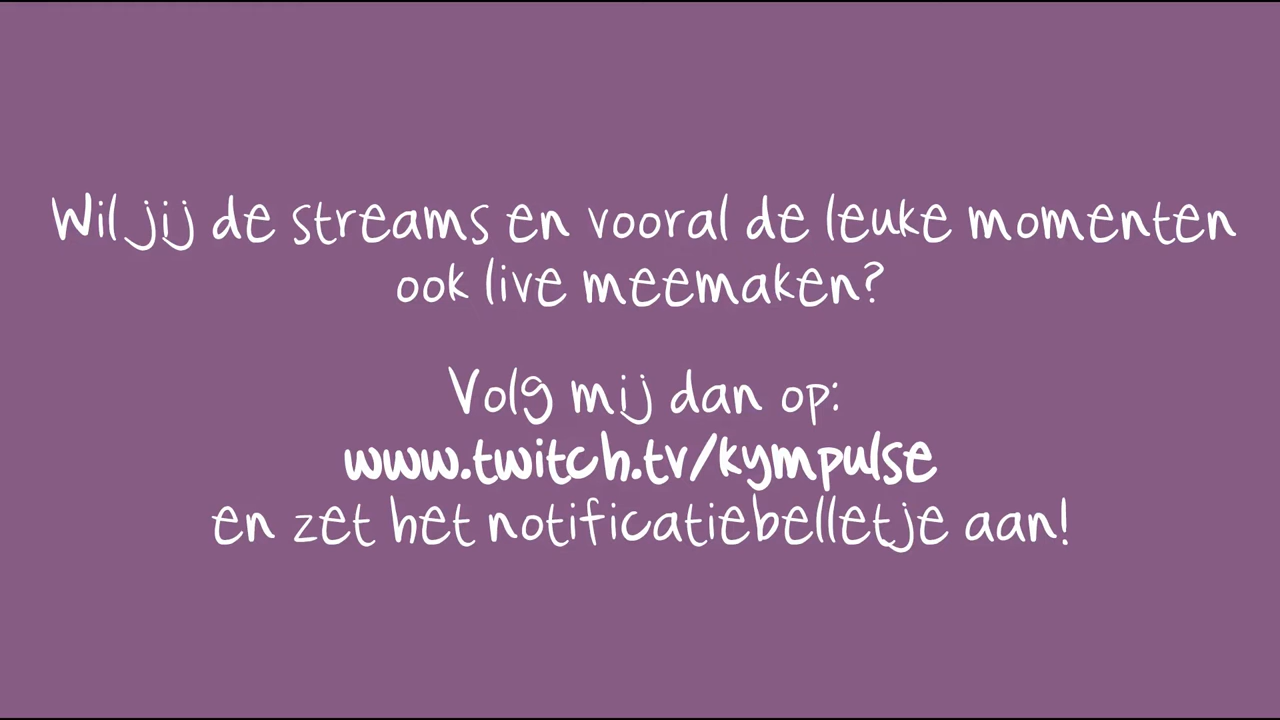 Wil jij de streams en vooral de leuke momenten
ook live meemaken?
Volg mij dan op:
www.twitch.tv/kympulse
en zet het notificatiebelletje aan!